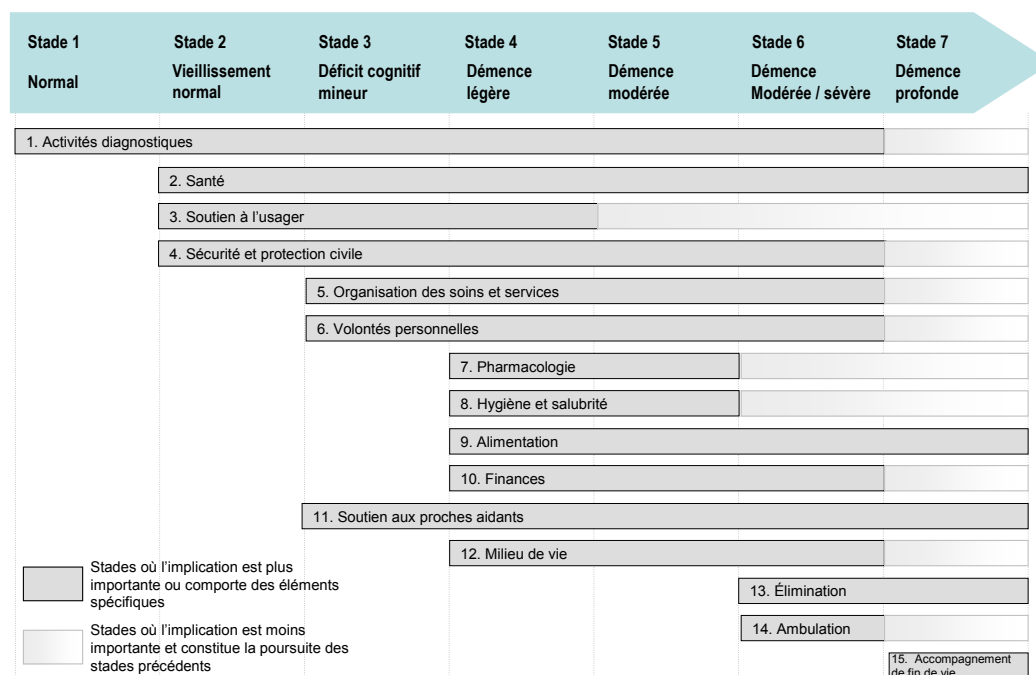 Stade 1
Stade 2
Stade 3
Stade 4
Stade 5
Stade 6
Stade 7
Normal
Vieillissement
normal
Déficit cognitif
mineur
Démence
légère
Démence
modérée
Démence
Modérée / sévère
Démence
profonde
1. Activités diagnostiques
2. Santé
3. Soutien à l'usager
4. Sécurité et protection civile
5. Organisation des soins et services
6. Volontés personnelles
7. Pharmacologie
8. Hygiène et salubrité
9. Alimentation
10. Finances
11. Soutien aux proches aidants
12. Milieu de vie
13. Élimination
14. Ambulation
15. Accompagnement
de fin de vie
Stades où l'implication est plus
importante ou comporte des éléments
spécifiques
Stades où l'implication est moins
importante et constitue la poursuite des
stades précédents